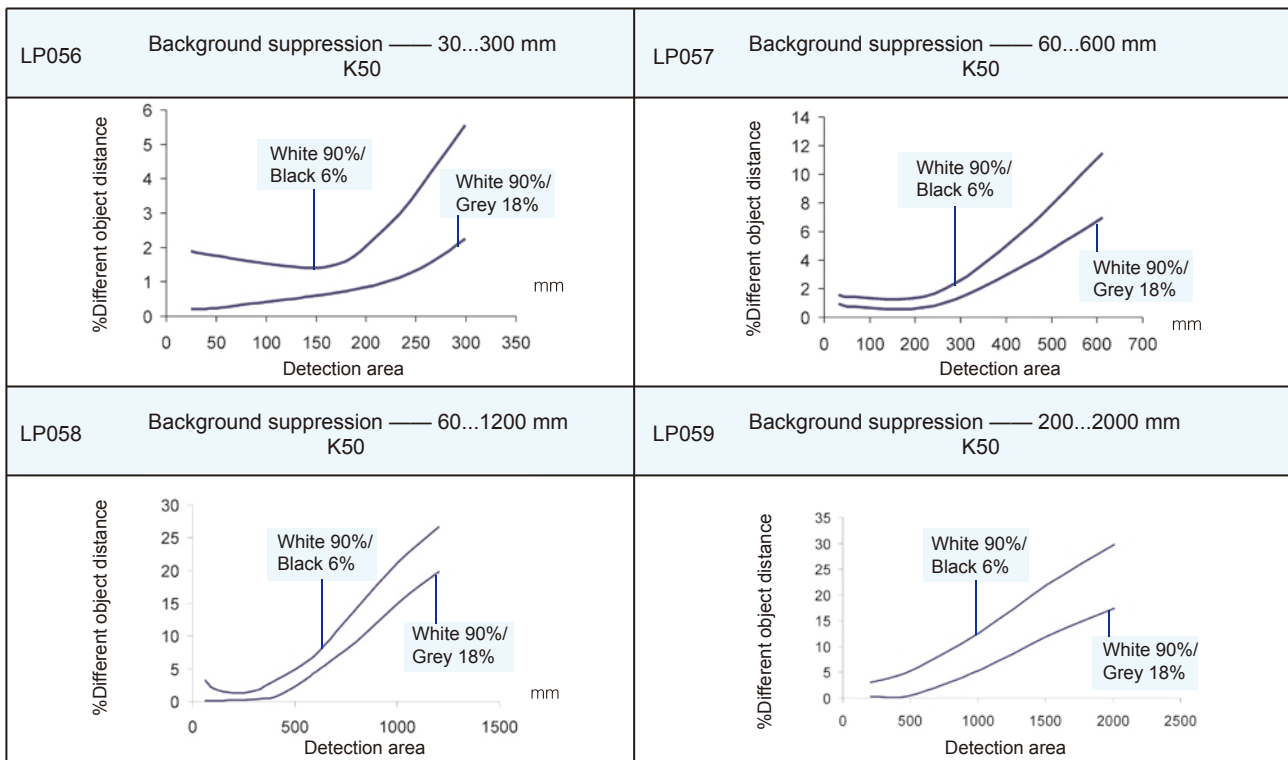 LP056
Background suppression —— 30...300 mm
K50
LP057
Background suppression —— 60...600 mm
K50
%Different object distance
6
5
4
3
2
1
0
White 90%/
Black 6%
White 90%/
Grey 18%
mm
0 50 100 150 200 250 300 350
Detection area
%Different object distance
14
12
10
8
6
4
2
0
White 90%/
Black 6%
White 90%/
Grey 18%
mm
0 100 200 300 400 500 600 700
Detection area
LP058
Background suppression —— 60...1200 mm
K50
LP059
Background suppression —— 200...2000 mm
K50
%Different object distance
30
25
20
15
10
5
0
White 90%/
Black 6%
White 90%/
Grey 18%
mm
0 500 1000 1500
Detection area
%Different object distance
35
30
25
20
15
10
5
0
White 90%/
Black 6%
White 90%/
Grey 18%
0 500 1000 1500 2000 2500
Detection area